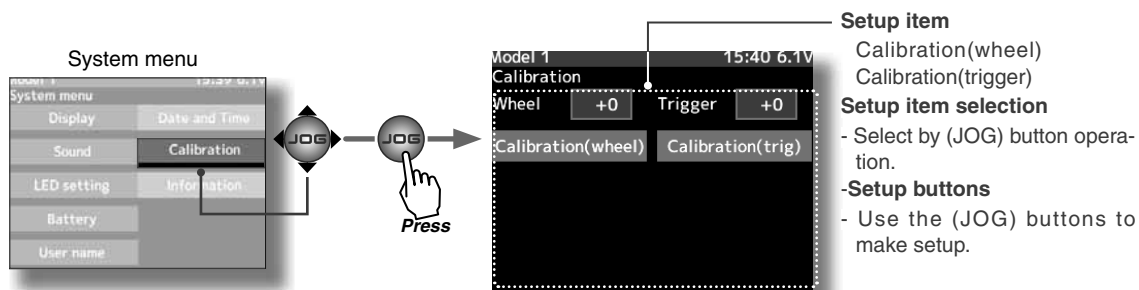 System menu
Model 1 15:39 6.1V
System menu
Display Date and Time
Sound Calibration
LED setting Information
Battery
User name
JOG
JOG
Press
Model 1 15:40 6.1V
Calibration
Wheel +0 Trigger +0
Calibration(wheel) Calibration(trig)
Setup item
Calibration(wheel)
Calibration(trigger)
Setup item selection
- Select by (JOG) button opera-
tion.
-Setup buttons
- Use the (JOG) buttons to
make setup.